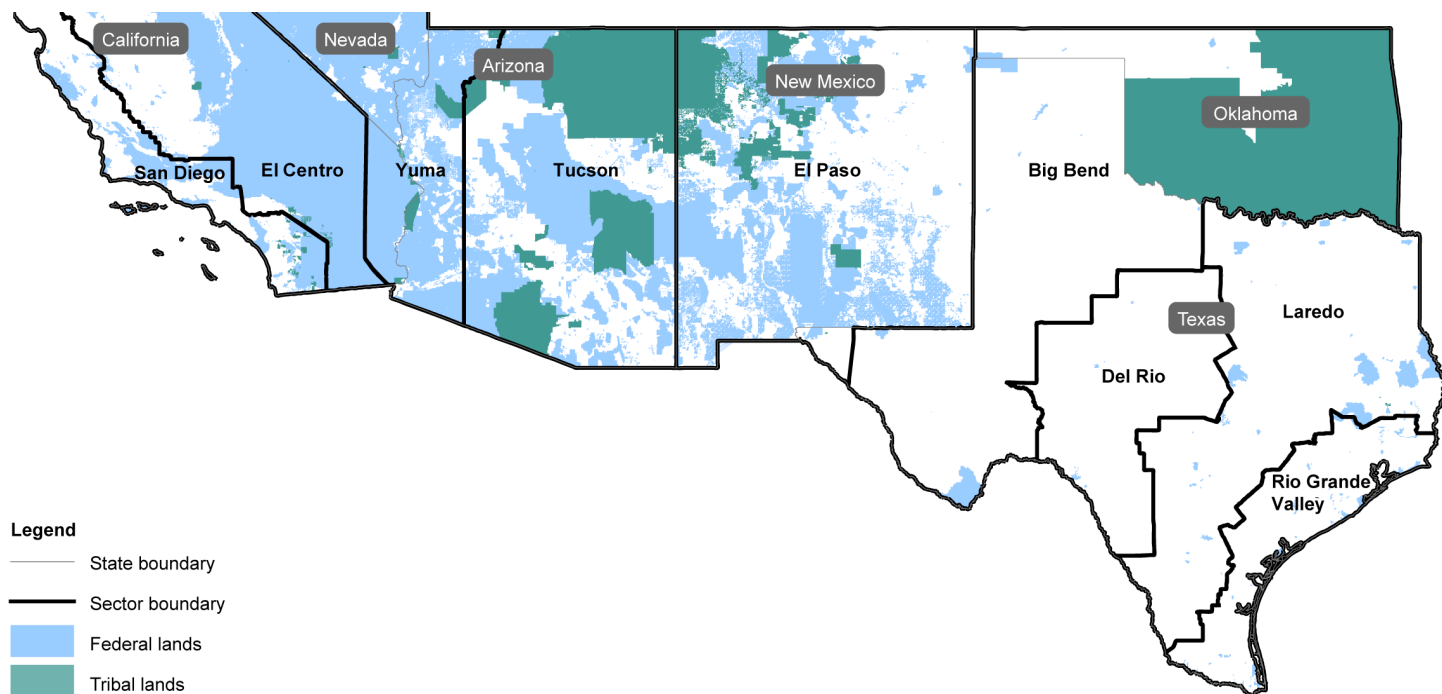 California
Nevada
Arizona
New Mexico
Oklahoma
San Diego
El Centro
Yuma
Tucson
El Paso
Big Bend
Texas
Laredo
Del Rio
Rio Grande
Valley
Legend
State boundary
Sector boundary
Federal lands
Tribal lands